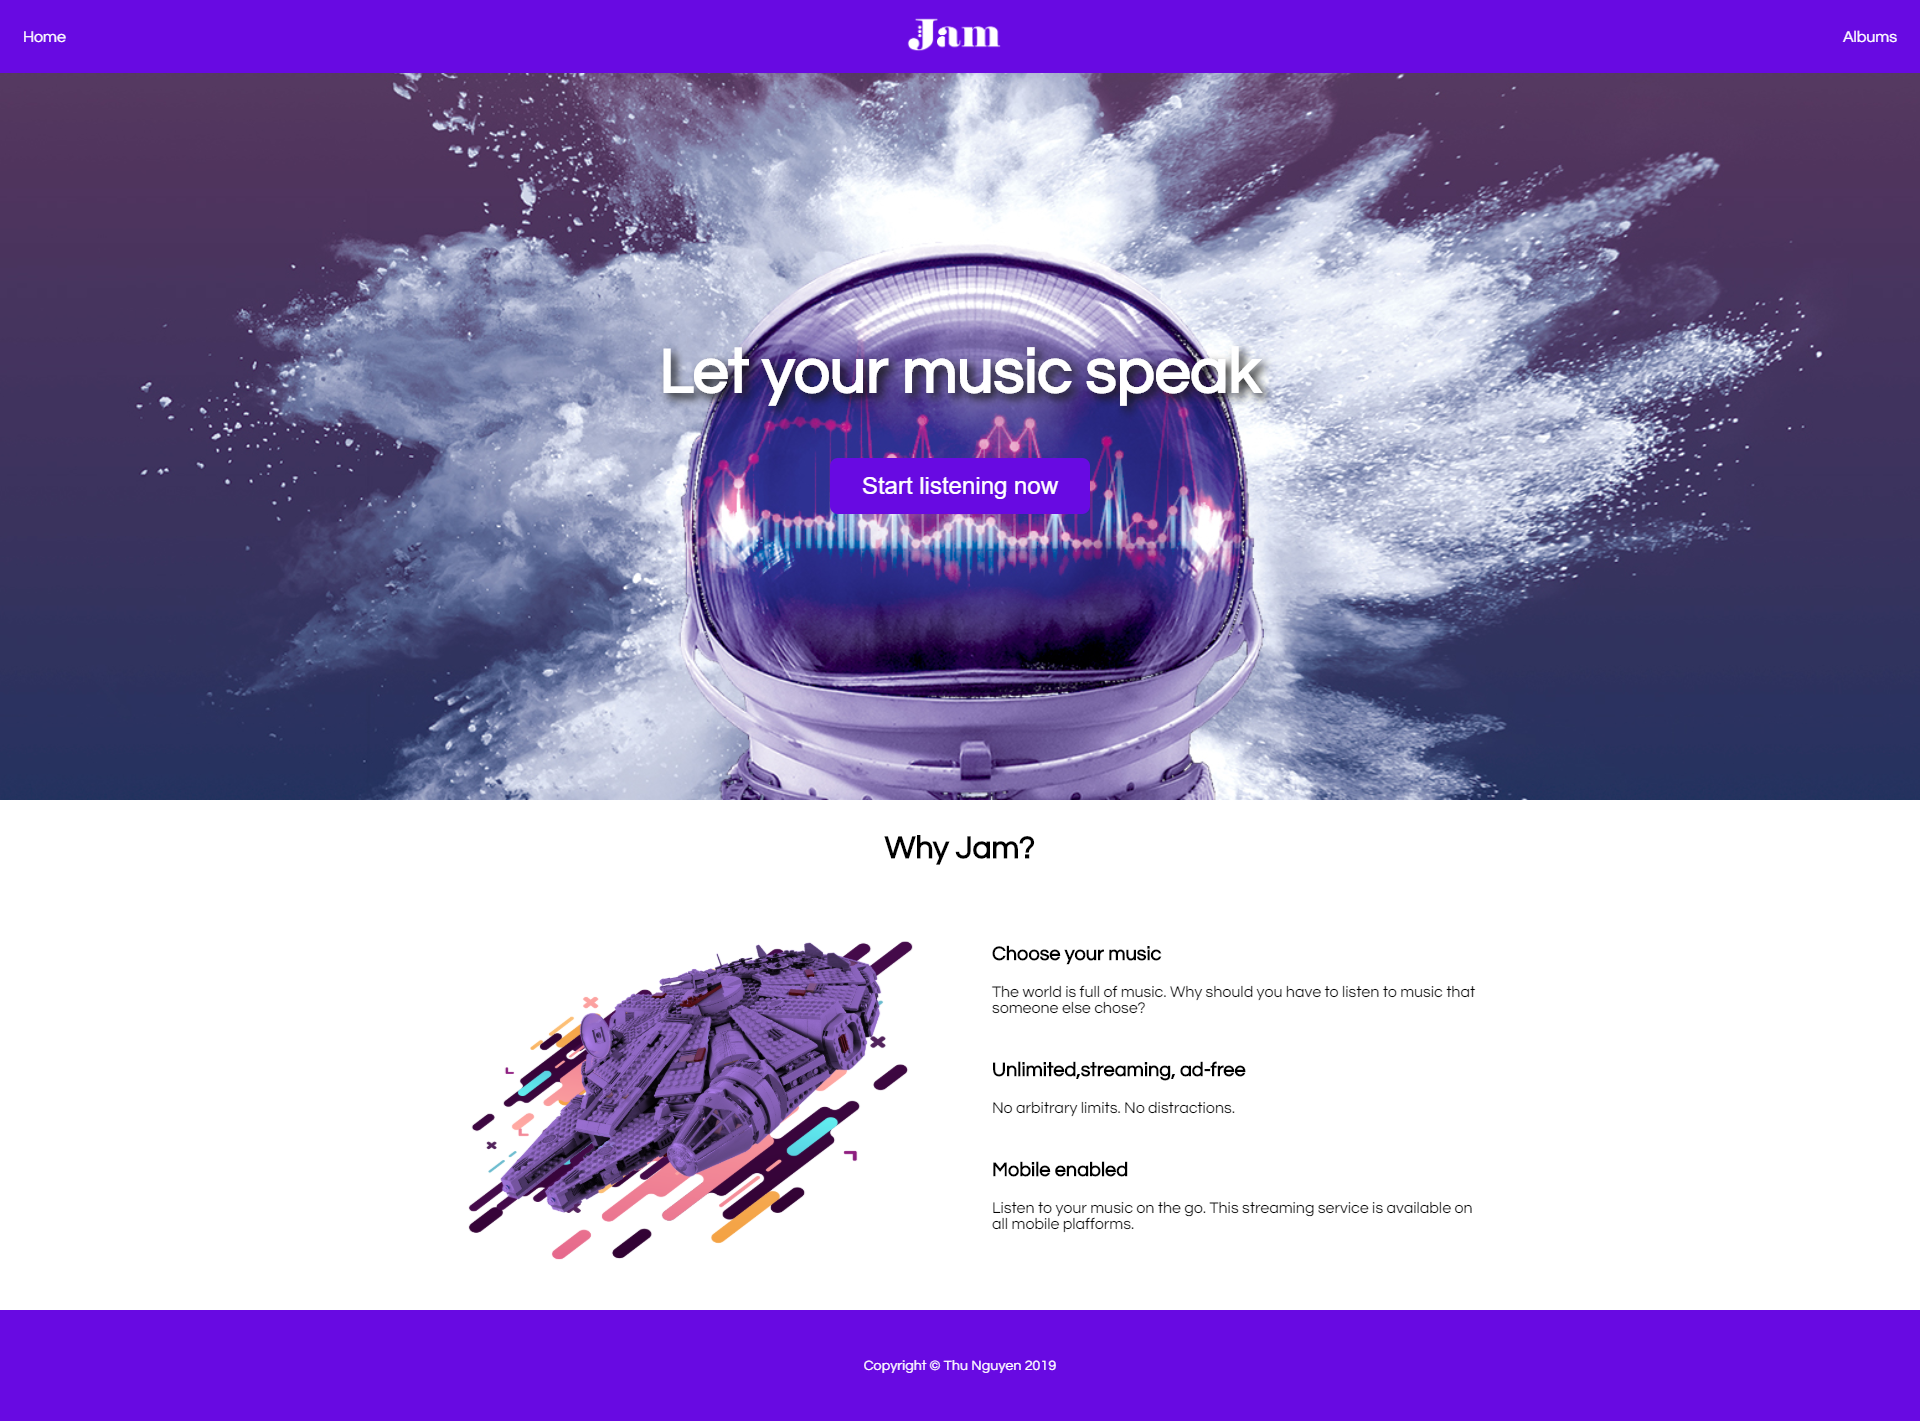 Home
Jam
Albums
Let your music speak
Start listening now
Why Jam?
Choose your music
The world is full of music. Why should you have to listen to music that
someone else chose?
Unlimited,streaming, ad-free
No arbitrary limits. No distractions.
Mobile enabled
Listen to your music on the go. This streaming service is available on
all mobile plafforms.
Copyright © Thu Nguyen 2019